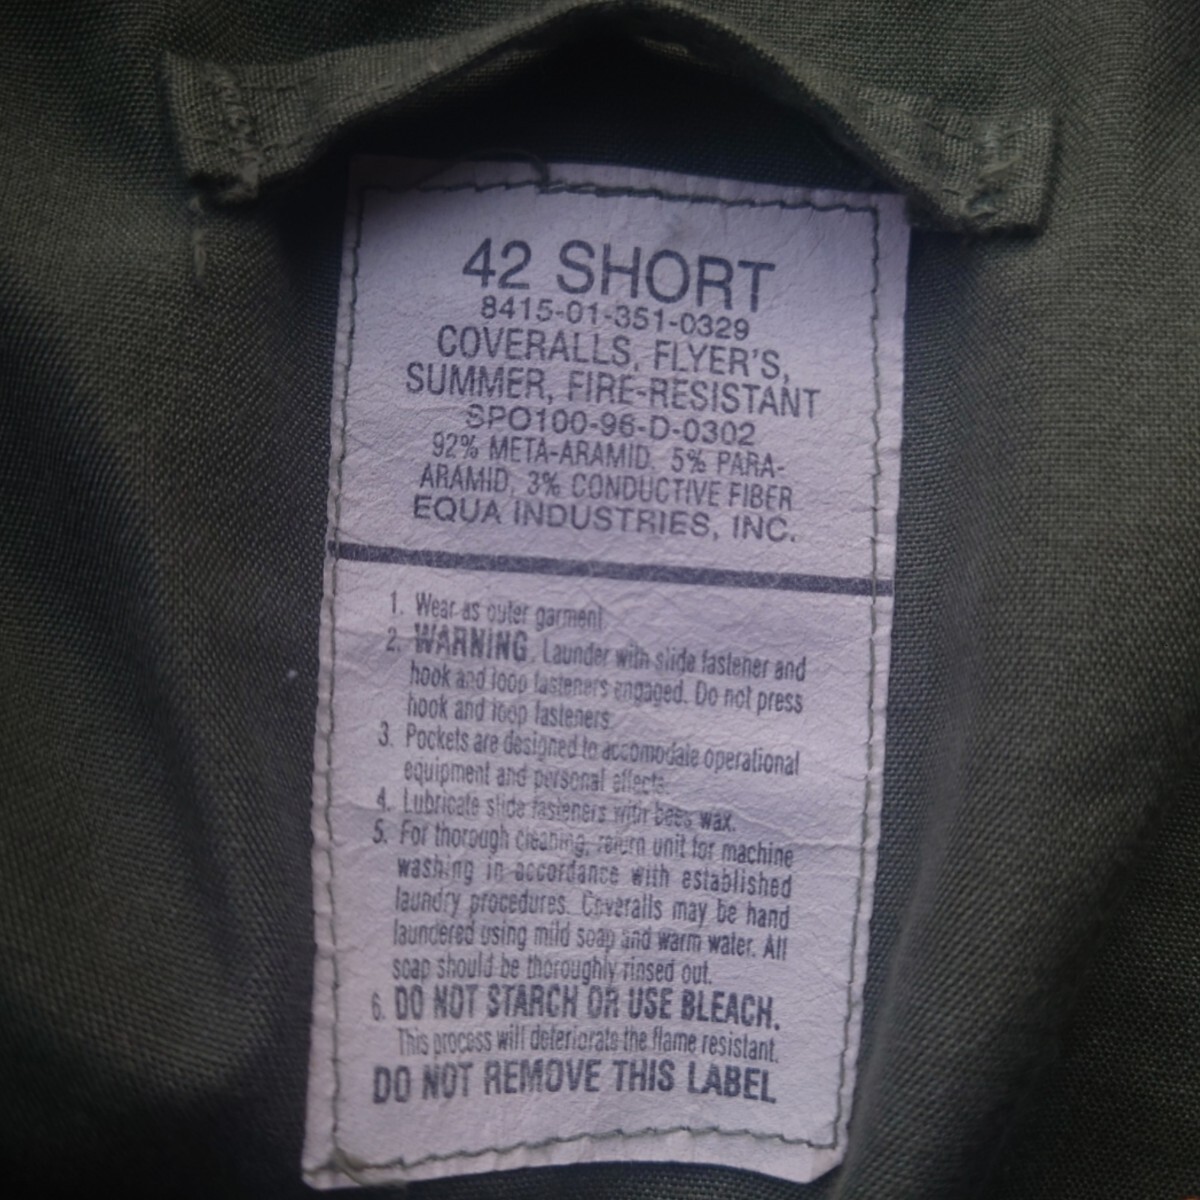 42 SHORT
8415-01-351-0329
COVERALLS, FLYER'S,
SUMMER, FIRE-RESISTANT
SPO100-96-D-0302
92% META-ARAMID, 5% PARA-
ARAMID, 3% CONDUCTIVE FIBER
EQUA INDUSTRIES, INC.
1. Wear as outer garment.
2. WARNING. Launder with slide fastener and
hook and loop fasteners engaged. Do not press
hook and loop fasteners.
3. Pockets are designed to accomodate operational
equipment and personal effects.
4. Lubricate slide fasteners with bees wax.
5. For thorough cleaning, return unit for machine
washing in accordance with established
laundry procedures. Coveralls may be hand
laundered using mild soap and warm water. All
soap should be thoroughly rinsed out.
6. DO NOT STARCH OR USE BLEACH.
This process will deteriorate the flame resistant.
DO NOT REMOVE THIS LABEL